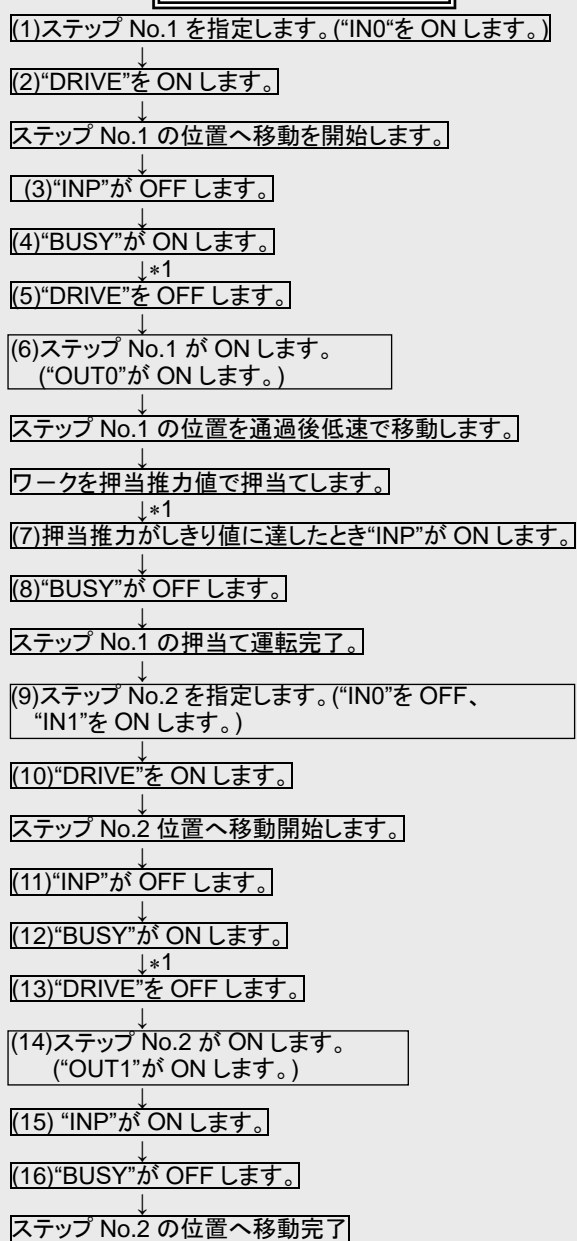 (1)ステップ No.1 を指定します。(“IN0“を ON します。)
↓
(2)“DRIVE”を ON します。
↓
ステップ No.1 の位置へ移動を開始します。
↓
(3)“INP”が OFF します。
↓
(4)“BUSY”が ON します。
↓*1
(5)“DRIVE”を OFF します。
↓
(6)ステップ No.1 が ON します。
(“OUT0”が ON します。)
↓
ステップ No.1 の位置を通過後低速で移動します。
↓
ワークを押当推力値で押当てします。
↓*1
(7)押当推力がしきり値に達したとき“INP”が ON します。
↓
(8)“BUSY”が OFF します。
↓
ステップ No.1 の押当て運転完了。
↓
(9)ステップ No.2 を指定します。(“IN0”を OFF、
“IN1”を ON します。)
↓
(10)“DRIVE”を ON します。
↓
ステップ No.2 位置へ移動開始します。
↓
(11)“INP”が OFF します。
↓
(12)“BUSY”が ON します。
↓*1
(13)“DRIVE”を OFF します。
↓
(14)ステップ No.2 が ON します。
(“OUT1”が ON します。)
↓
(15) “INP”が ON します。
↓
(16)“BUSY”が OFF します。
↓
ステップ No.2 の位置へ移動完了